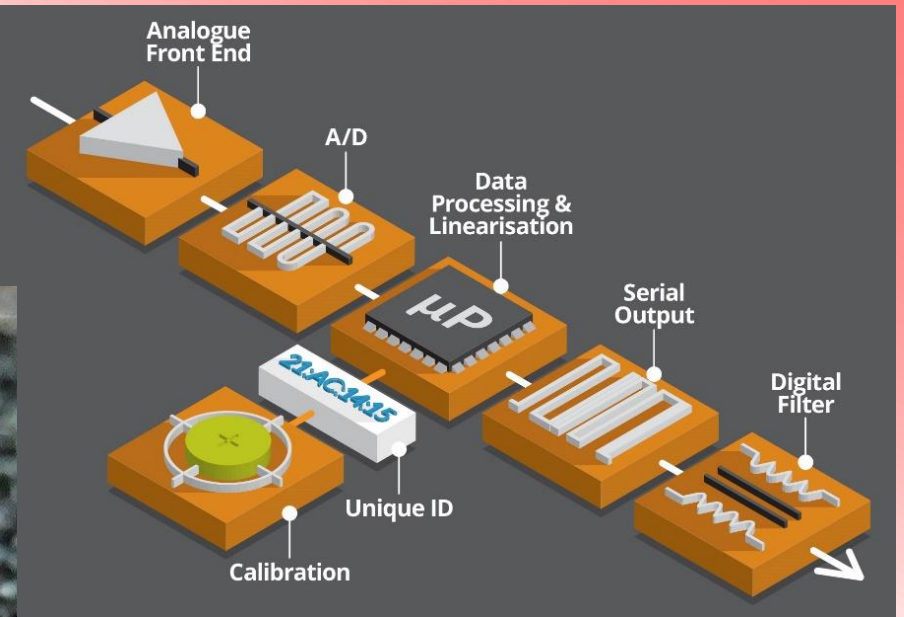 Analogue
Front End
A/D
Data
Processing &
Linearisation
µP
Serial
Output
21:AC:14:15
Digital
Filter
Unique ID
Calibration